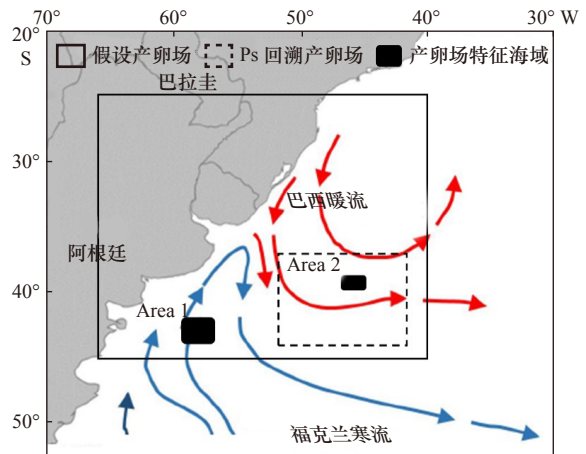 70° 60° 50° 40° 30° W
20°
S
假设产卵场 Ps 回溯产卵场 产卵场特征海域
巴拉圭
30°
巴西暖流
阿根廷
Area 2
40°
Area 1
50°
福克兰寒流